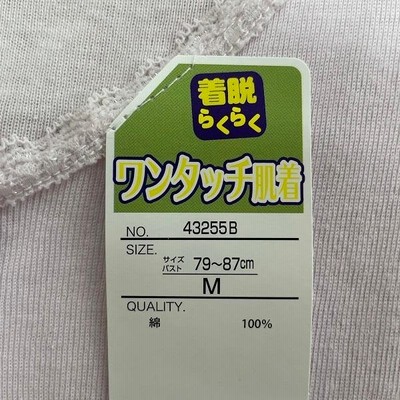 着脱
らくらく
ワンタッチ肌着
NO. 43255B
SIZE.
サイズ
バスト 79～87cm
M
QUALITY.
綿 100%